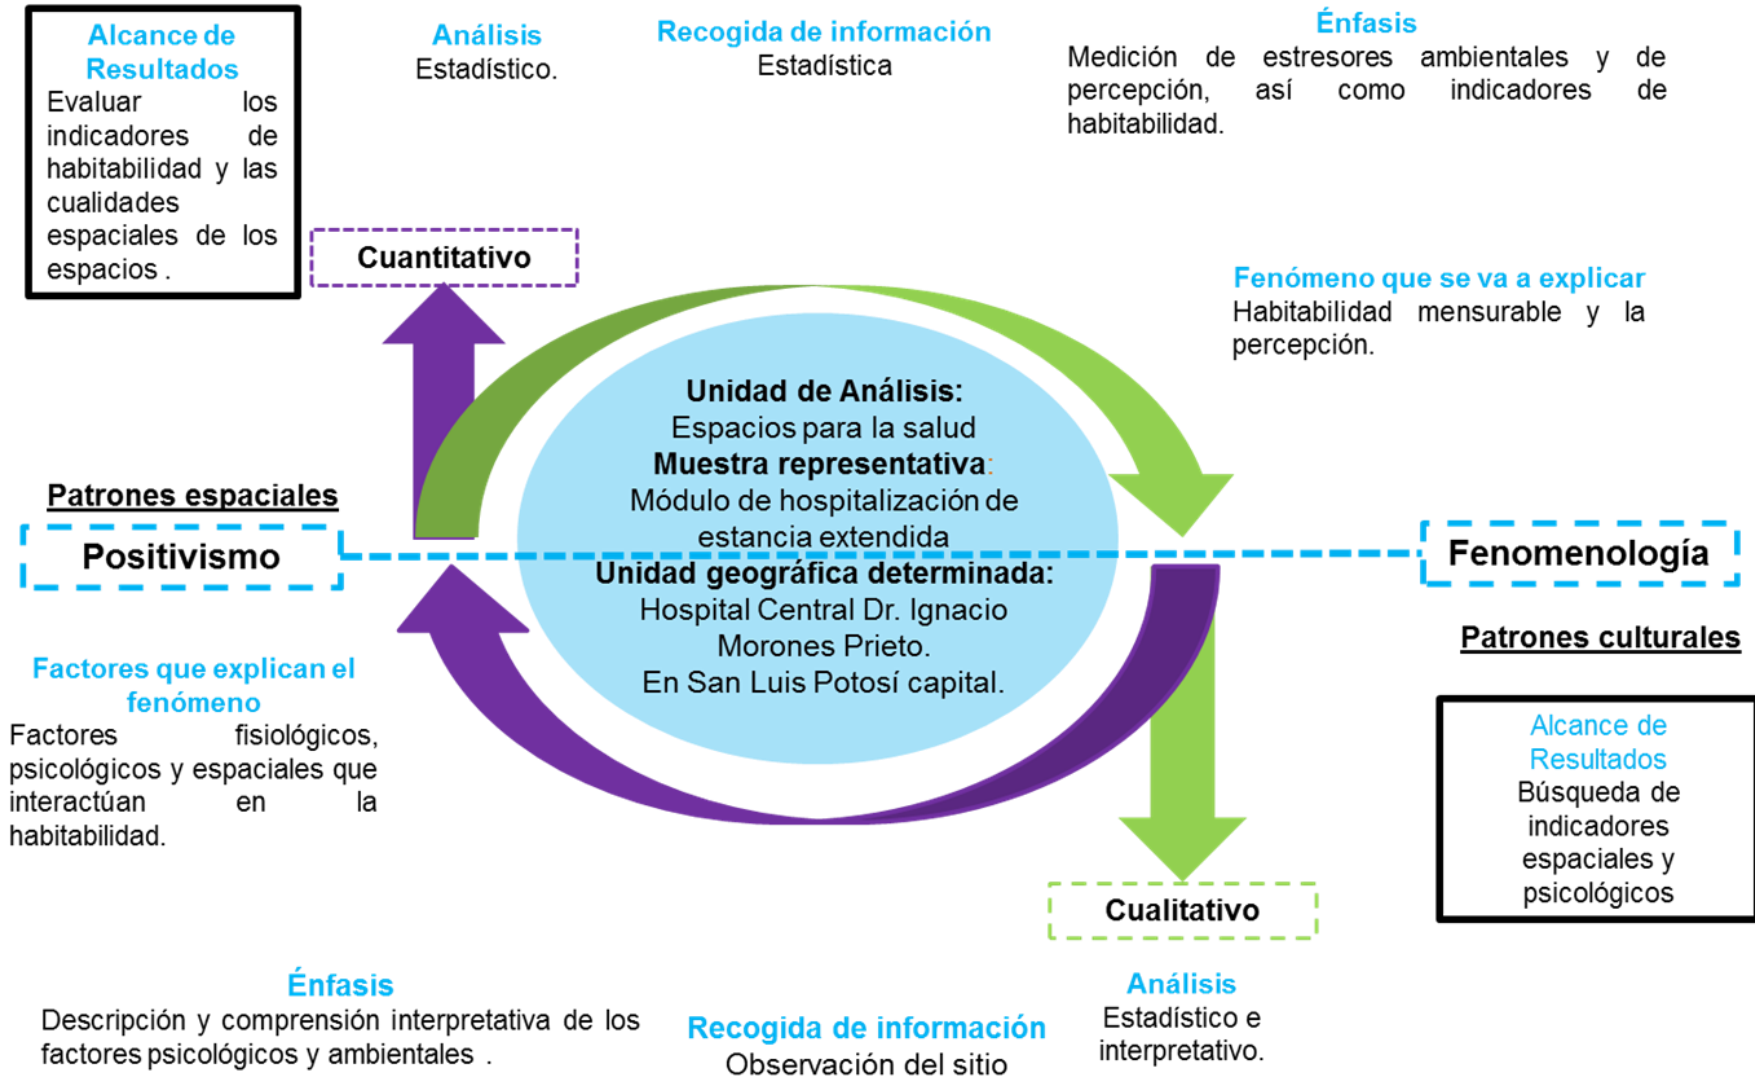 Alcance de
Resultados
Evaluar los
indicadores de
habitabilidad y las
cualidades
espaciales de los
espacios .
Análisis
Estadístico.
Recogida de información
Estadística
Énfasis
Medición de estresores ambientales y de
percepción, así como indicadores de
habitabilidad.
Cuantitativo
Fenómeno que se va a explicar
Habitabilidad mensurable y la
percepción.
Unidad de Análisis:
Espacios para la salud
Muestra representativa:
Módulo de hospitalización de
estancia extendida
Unidad geográfica determinada:
Hospital Central Dr. Ignacio
Morones Prieto.
En San Luis Potosí capital.
Patrones espaciales
Positivismo
Fenomenología
Patrones culturales
Factores que explican el
fenómeno
Factores fisiológicos,
psicológicos y espaciales que
interactúan en la
habitabilidad.
Alcance de
Resultados
Búsqueda de
indicadores
espaciales y
psicológicos
Cualitativo
Énfasis
Descripción y comprensión interpretativa de los
factores psicológicos y ambientales .
Recogida de información
Observación del sitio
Análisis
Estadístico e
interpretativo.